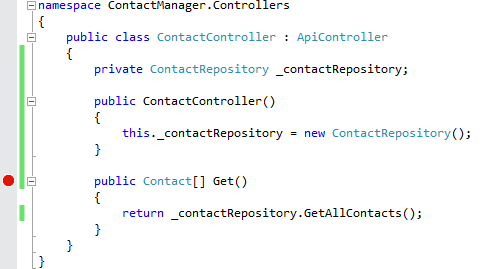 namespace ContactManager.Controllers
{
    public class ContactController : ApiController
    {
        private ContactRepository _contactRepository;

        public ContactController()
        {
            this._contactRepository = new ContactRepository();
        }

        public Contact[] Get()
        {
            return _contactRepository.GetAllContacts();
        }
    }
}